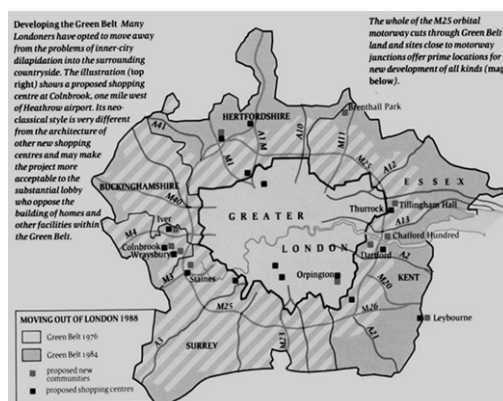 Developing the Green Belt Many
Londoners have opted to move away
from the problems of inner-city
dilapidation into the surrounding
countryside. The illustration (top
right) shows a proposed shopping
centre at Colnbrook, one mile west
of Heathrow airport. Its neo-
classical style is very different
from the architecture of
other new shopping
centres and may make
the project more
acceptable to the
substantial lobby
who oppose the
building of homes and
other facilities within
the Green Belt.
The whole of the M25 orbital
motorway cuts through Green Belt
land and sites close to motorway
junctions offer prime locations for
new development of all kinds (map
below).
Brenthall Park
HERTFORDSHIRE
A41
A1M
A10
M11
M1
M25
A12
ESSEX
BUCKINGHAMSHIRE
M40
Thurrock
Tillingham Hall
A13
GREATER
LONDON
Iver
M4
Chafford Hundred
Colnbrook
Wraysbury
Dartford
A2
M3
Staines
Orpington
KENT
M20
M25
M26
Leybourne
A3
SURREY
M23
A21
MOVING OUT OF LONDON 1988
Green Belt 1976
Green Belt 1984
proposed new
communities
proposed shopping centres